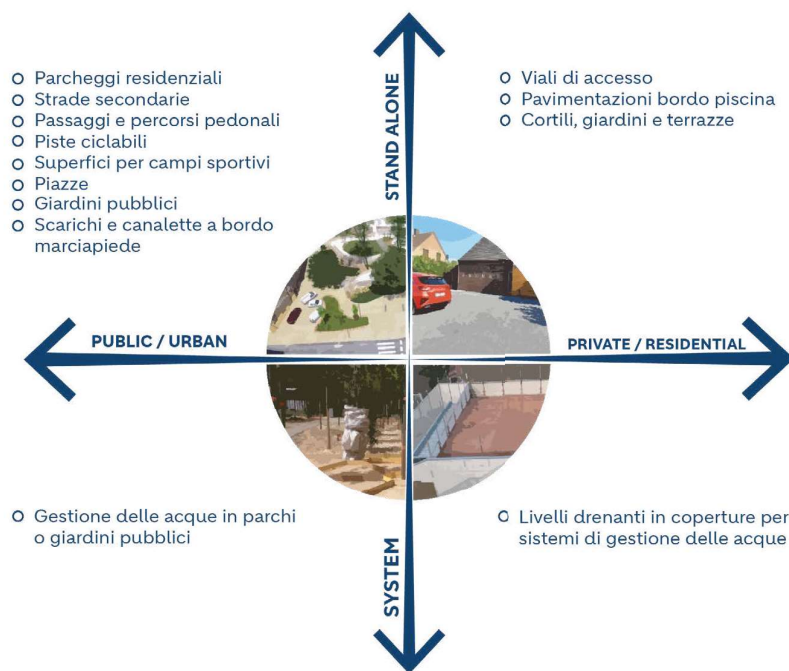 STAND ALONE
Parcheggi residenziali
Strade secondarie
Passaggi e percorsi pedonali
Piste ciclabili
Superfici per campi sportivi
Piazze
Giardini pubblici
Scarichi e canalette a bordo
marciapiede
Viali di accesso
Pavimentazioni bordo piscina
Cortili, giardini e terrazze
PUBLIC / URBAN
PRIVATE / RESIDENTIAL
Gestione delle acque in parchi
o giardini pubblici
Livelli drenanti in coperture per
sistemi di gestione delle acque
SYSTEM